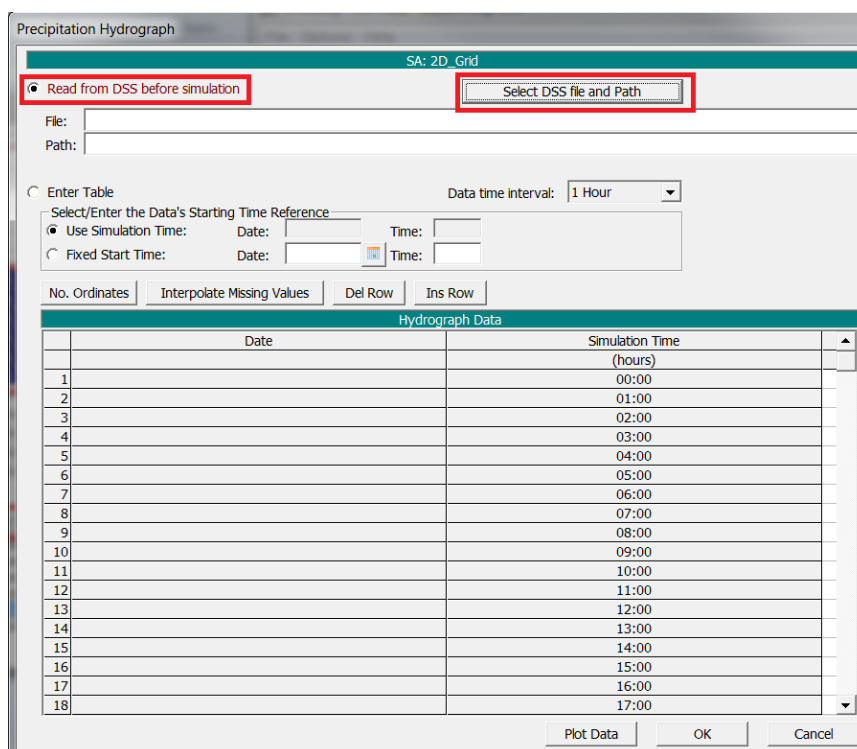 Precipitation Hydrograph
SA: 2D_Grid
Read from DSS before simulation
Select DSS file and Path
File:
Path:
Enter Table
Data time interval: 1 Hour
Select/Enter the Data's Starting Time Reference
Use Simulation Time: Date: Time:
Fixed Start Time: Date: Time:
No. Ordinates Interpolate Missing Values Del Row Ins Row
Hydrograph Data
Date Simulation Time
(hours)
1 00:00
2 01:00
3 02:00
4 03:00
5 04:00
6 05:00
7 06:00
8 07:00
9 08:00
10 09:00
11 10:00
12 11:00
13 12:00
14 13:00
15 14:00
16 15:00
17 16:00
18 17:00
Plot Data OK Cancel